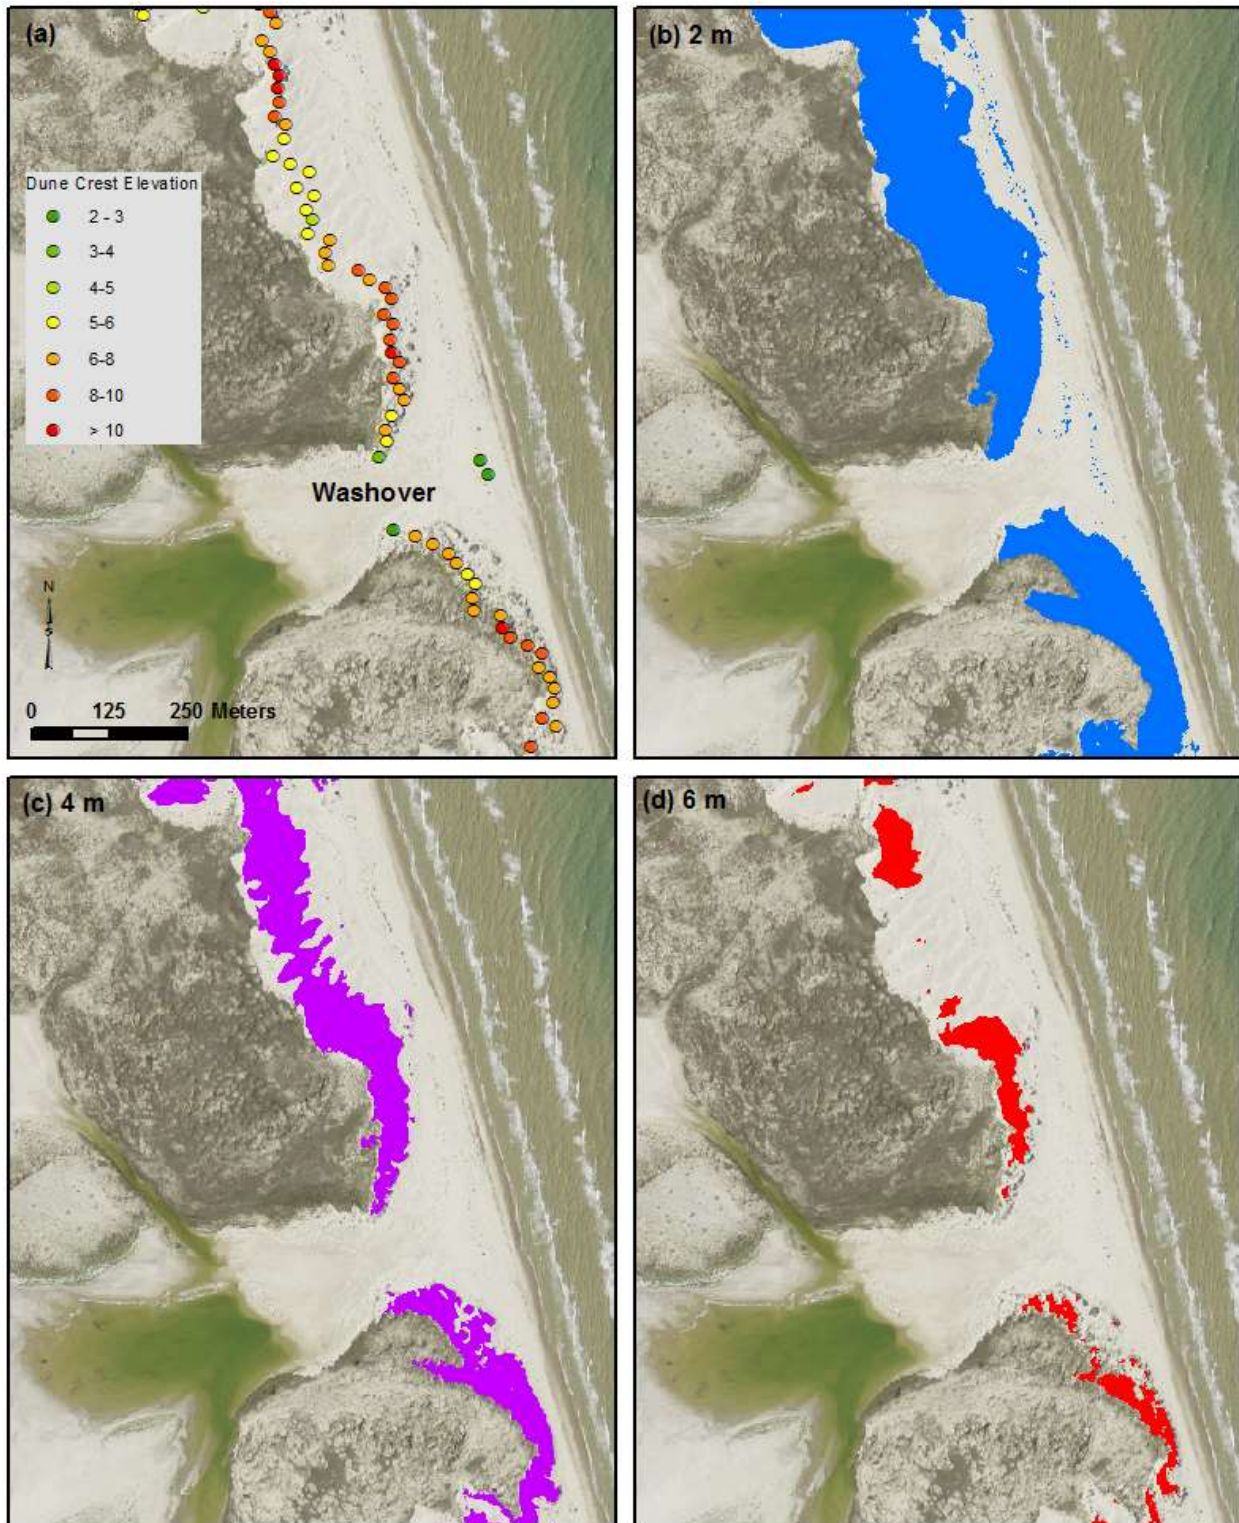 (a)
Dune Crest Elevation
2 - 3
3-4
4-5
5-6
6-8
8-10
> 10
Washover
N
S
0 125 250 Meters
(b) 2 m
(c) 4 m
(d) 6 m